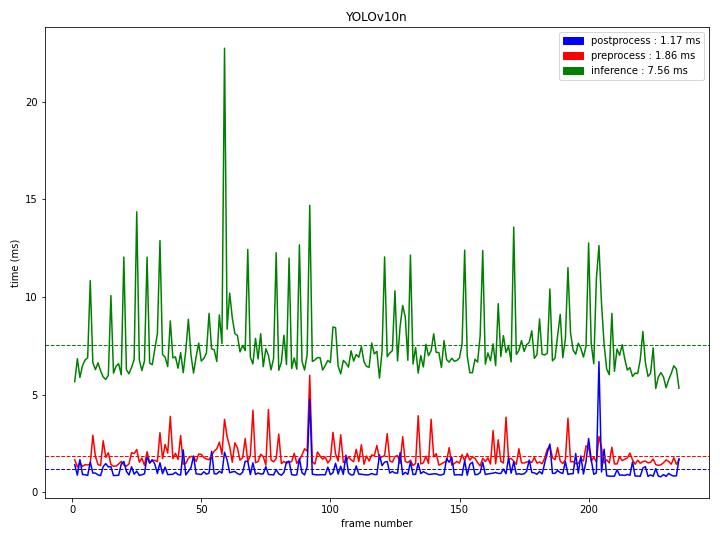 YOLOv10n
postprocess : 1.17 ms
preprocess : 1.86 ms
inference : 7.56 ms
time (ms)
20
15
10
5
0
0 50 100 150 200
frame number